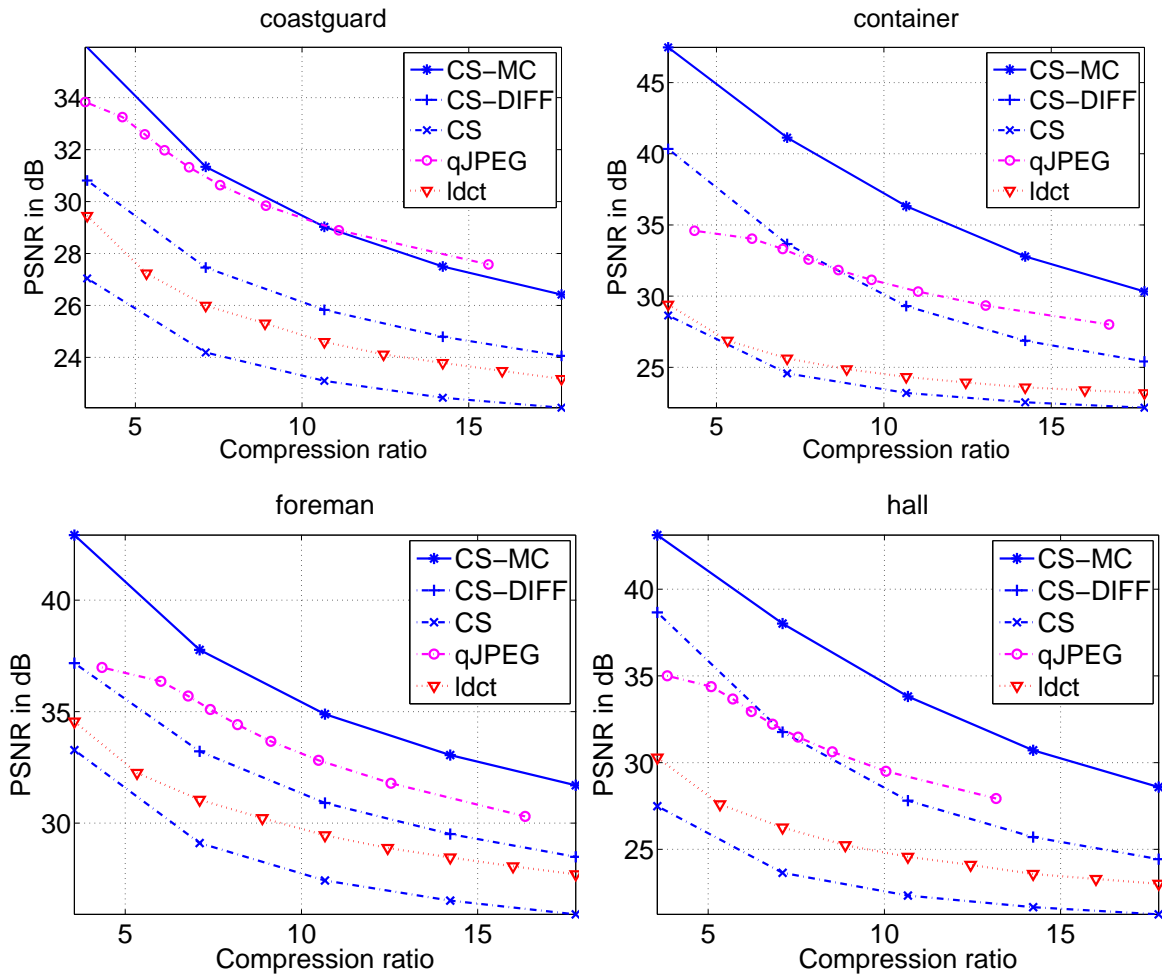 coastguard
PSNR in dB
34
32
30
28
26
24
5
10
15
Compression ratio
CS-MC
CS-DIFF
CS
qJPEG
ldct
container
PSNR in dB
45
40
35
30
25
5
10
15
Compression ratio
CS-MC
CS-DIFF
CS
qJPEG
ldct
foreman
PSNR in dB
40
35
30
5
10
15
Compression ratio
CS-MC
CS-DIFF
CS
qJPEG
ldct
hall
PSNR in dB
40
35
30
25
5
10
15
Compression ratio
CS-MC
CS-DIFF
CS
qJPEG
ldct